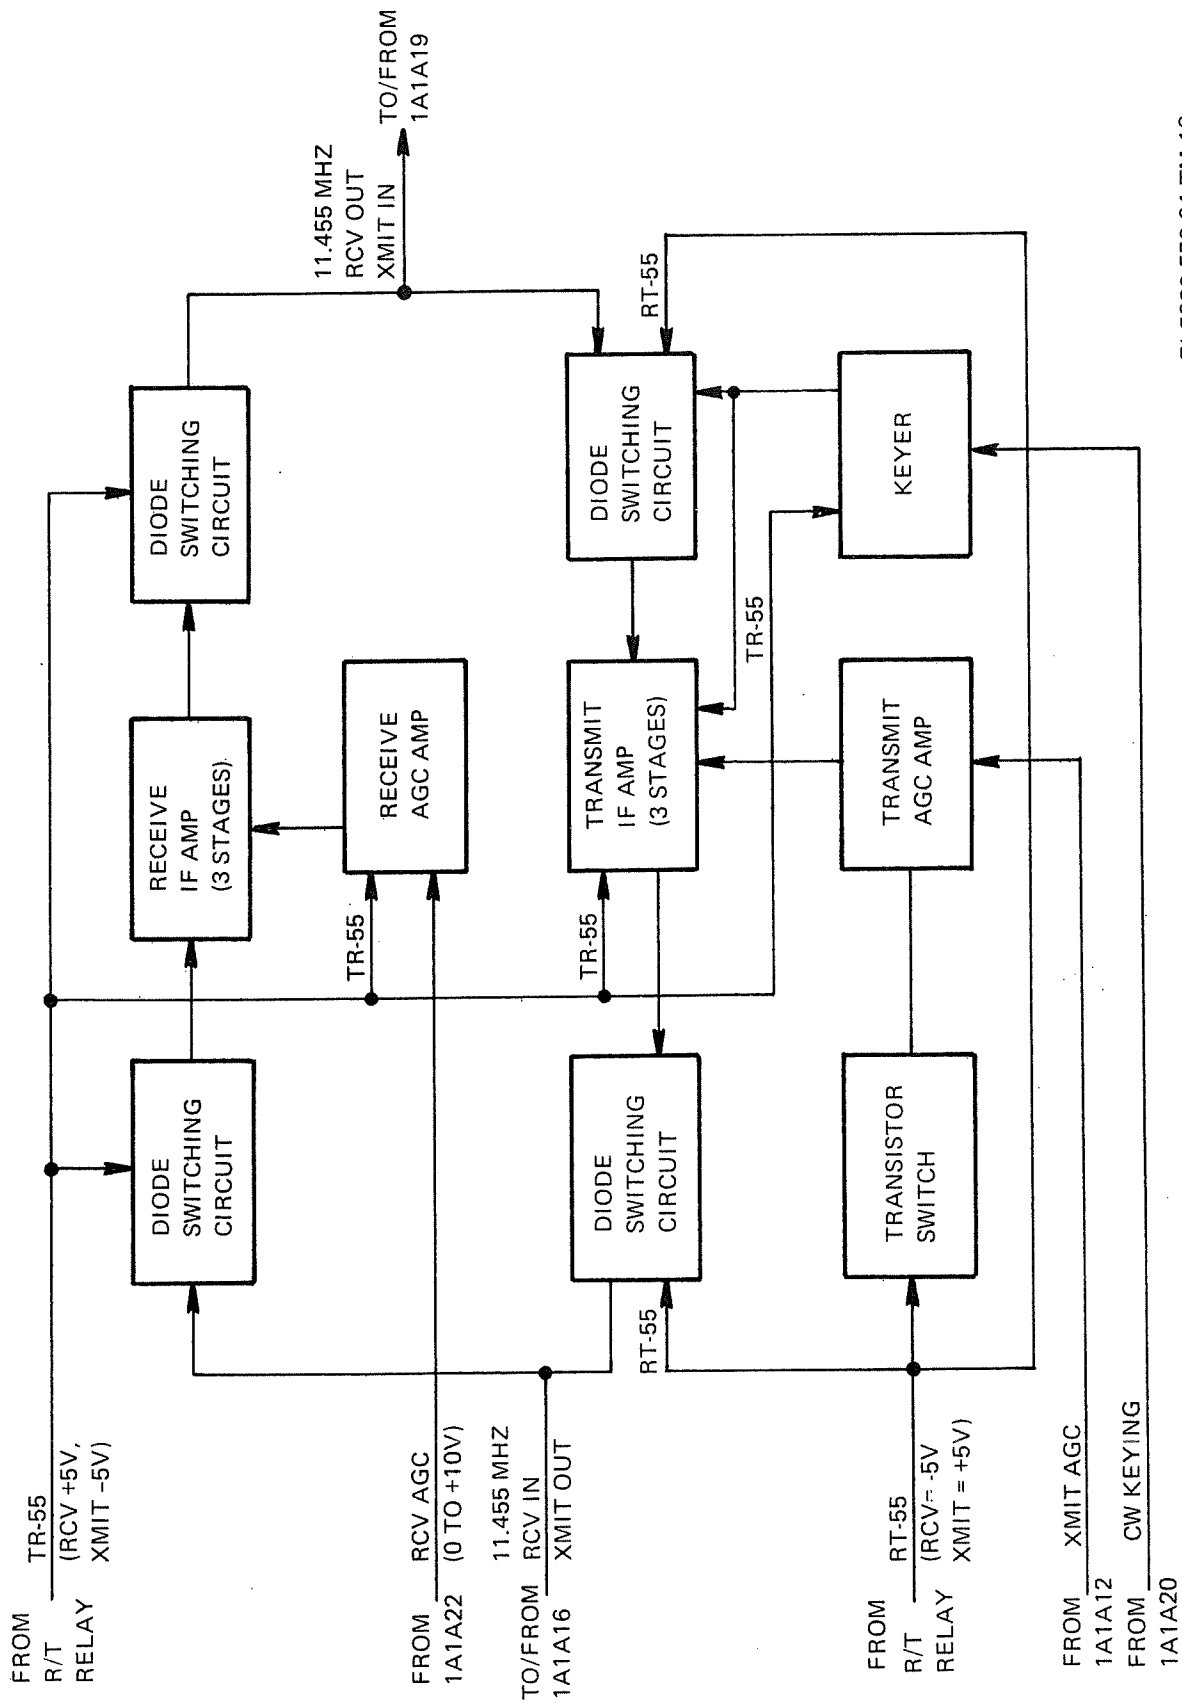 FROM
R/T
RELAY
TR-55
(RCV +5V,
XMIT -5V)
DIODE
SWITCHING
CIRCUIT
RECEIVE
IF AMP
(3 STAGES)
DIODE
SWITCHING
CIRCUIT
11.455 MHZ
RCV OUT
XMIT IN
TO/FROM
1A1A19
FROM
1A1A22
RCV AGC
(0 TO +10V)
TR-55
RECEIVE
AGC AMP
TO/FROM
1A1A16
11.455 MHZ
RCV IN
XMIT OUT
RT-55
DIODE
SWITCHING
CIRCUIT
TR-55
TRANSMIT
IF AMP
(3 STAGES)
DIODE
SWITCHING
CIRCUIT
RT-55
TR-55
FROM
R/T
RELAY
RT-55
(RCV= -5V
XMIT = +5V)
TRANSISTOR
SWITCH
TRANSMIT
AGC AMP
KEYER
FROM
1A1A12
XMIT AGC
FROM
1A1A20
CW KEYING